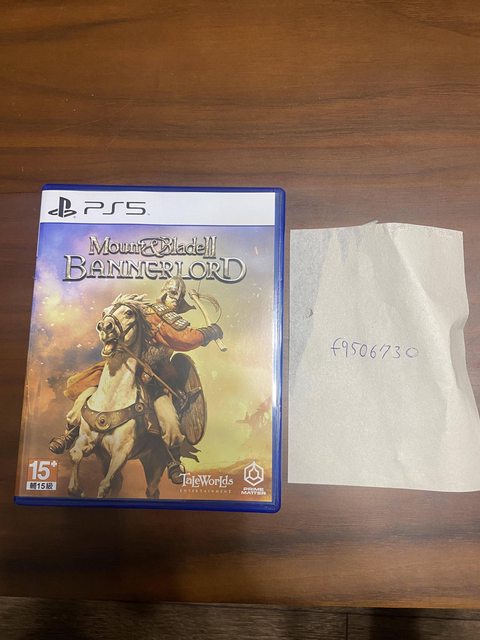 PS5
Mount & Blade II
BANNERLORD
15+
輔15級
TaleWorlds
ENTERTAINMENT
PRIME
MATTER
f9506730